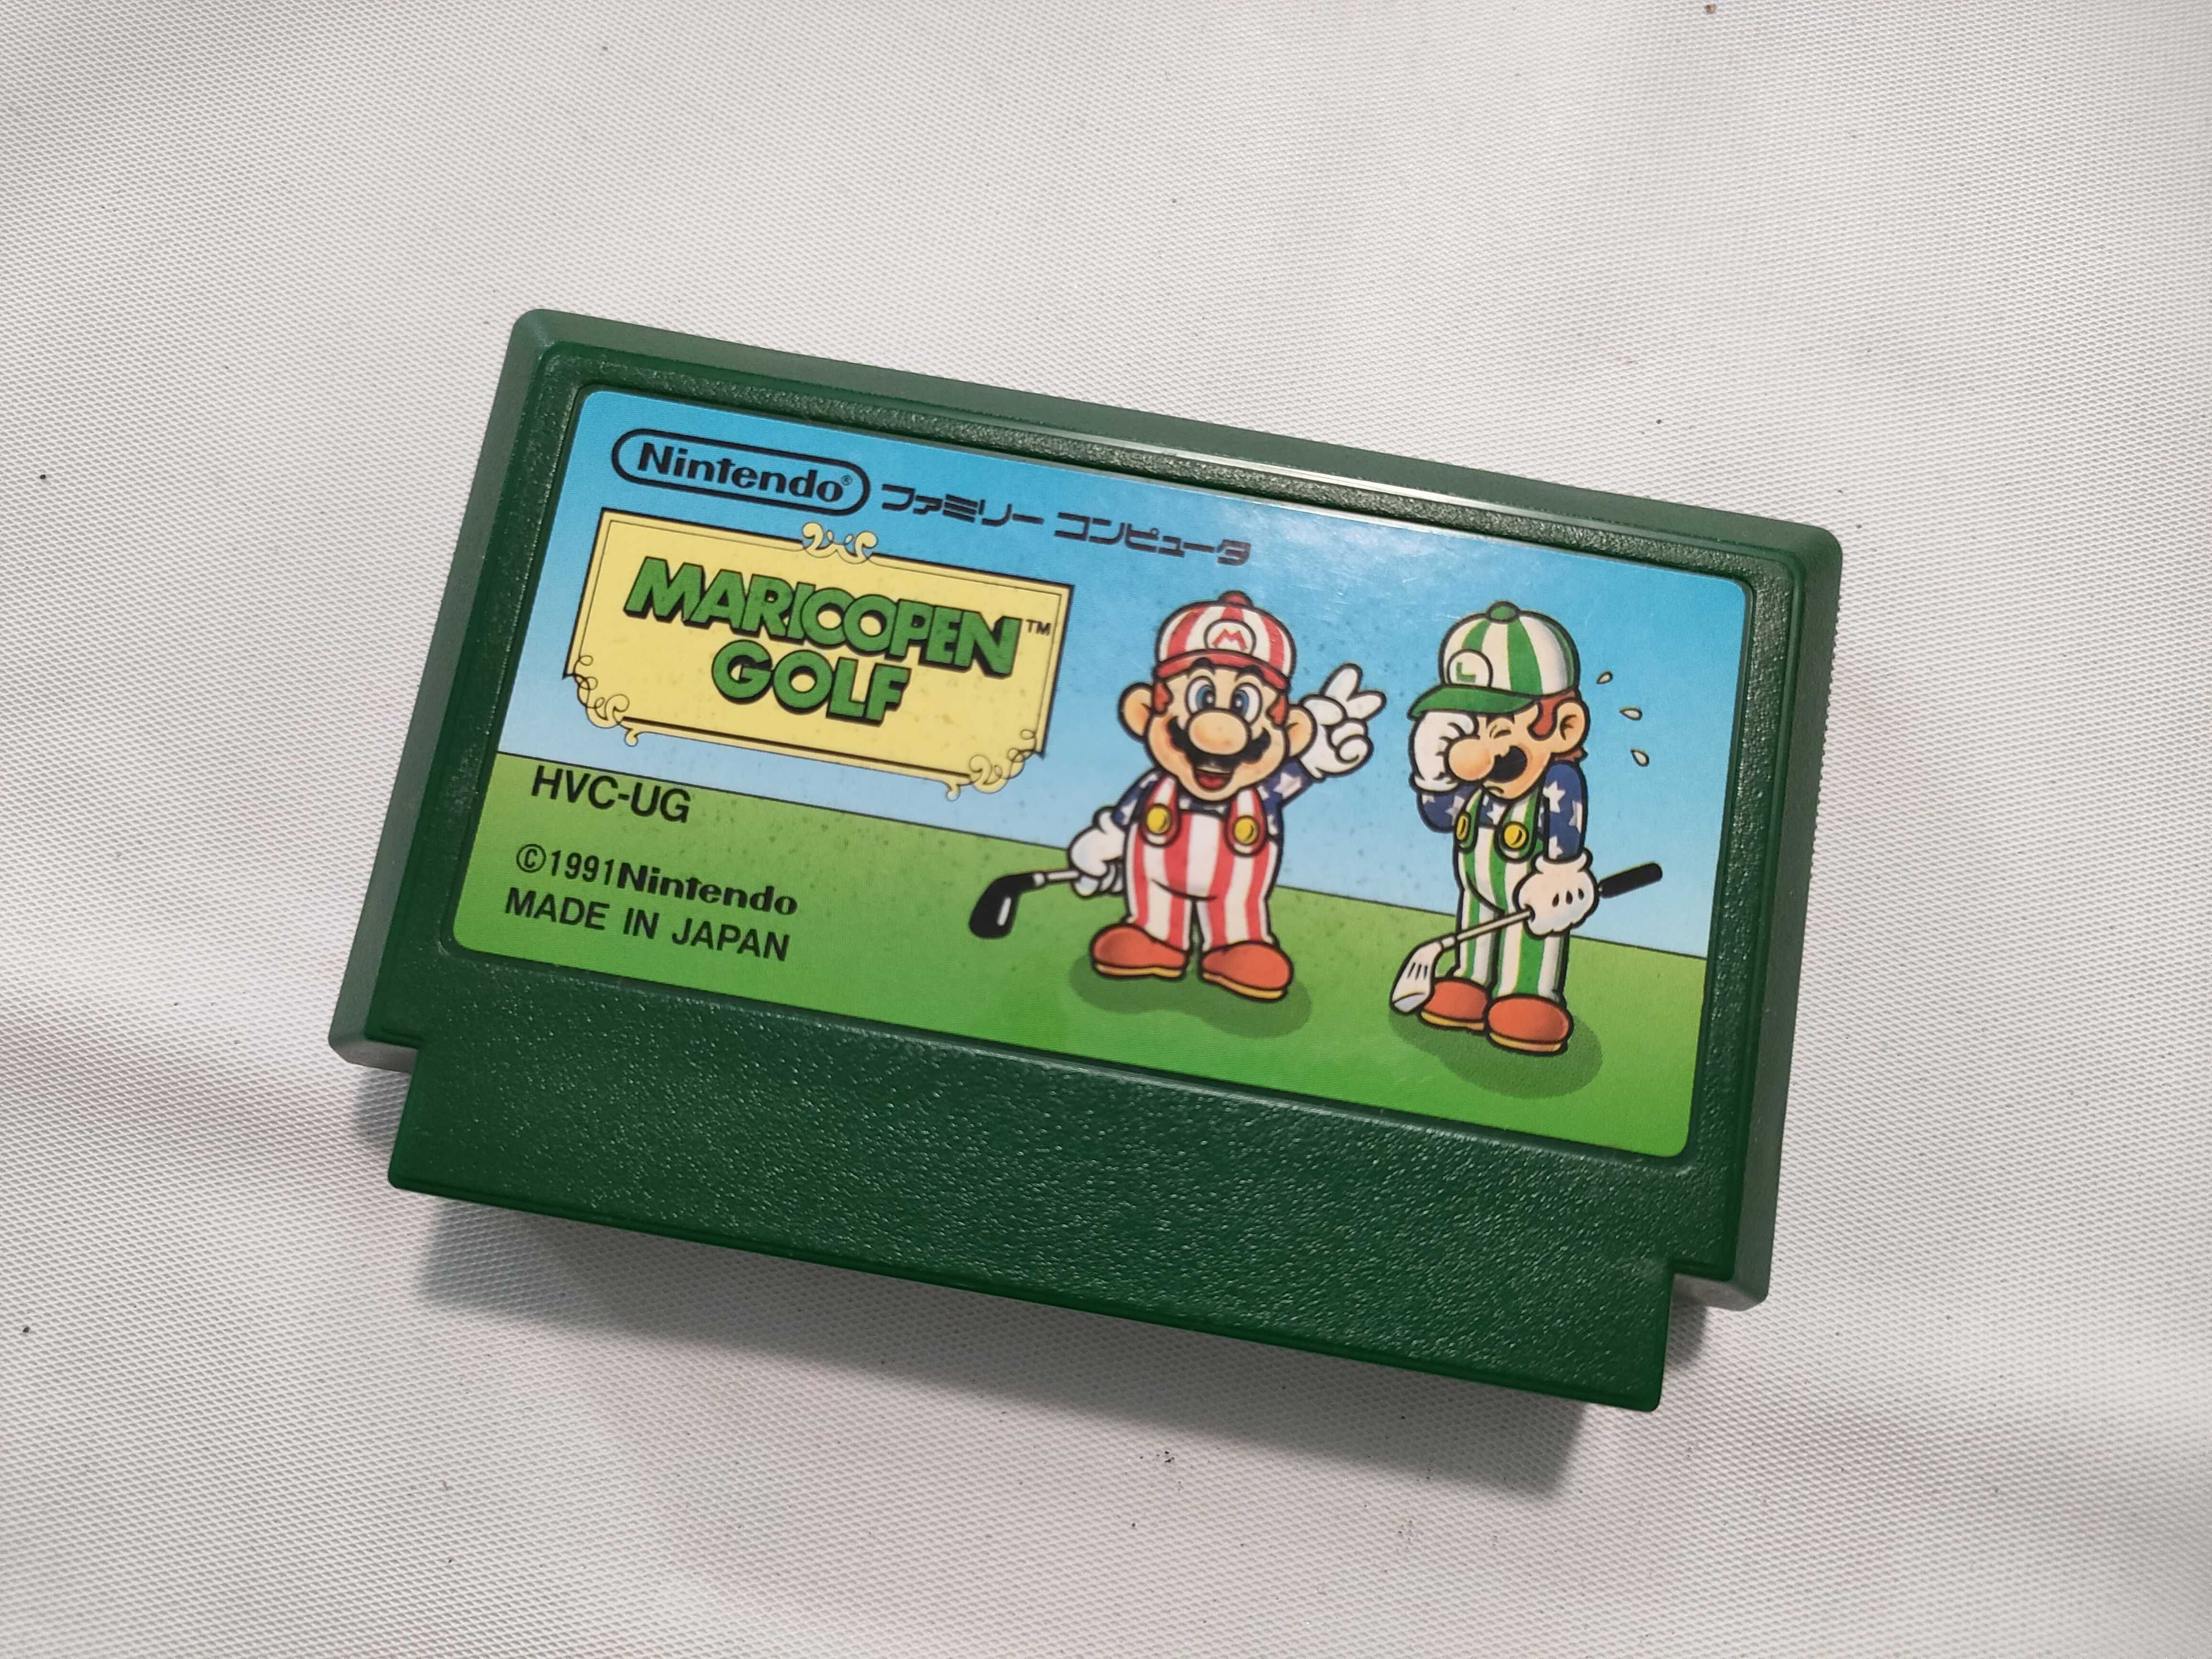 Nintendo® ファミリー コンピュータ
MARIOOPEN™
GOLF
HVC-UG
©1991Nintendo
MADE IN JAPAN
M
L